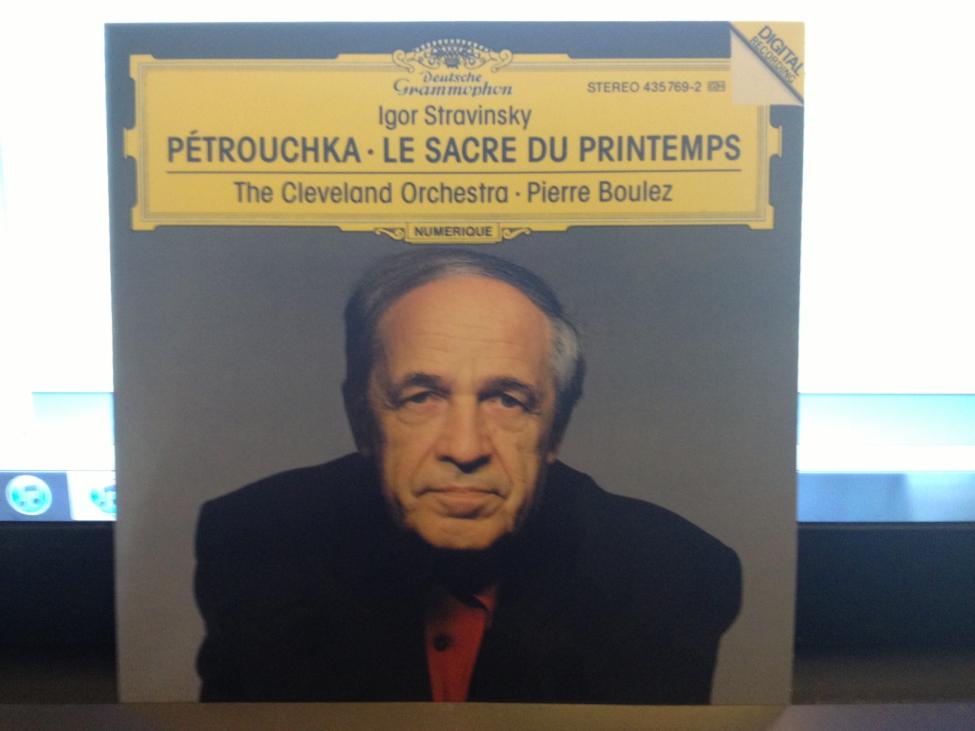 DIGITAL
RECORDING
Deutsche
Grammophon
STEREO 435 769-2 GH
Igor Stravinsky
PÉTROUCHKA · LE SACRE DU PRINTEMPS
The Cleveland Orchestra · Pierre Boulez
NUMERIQUE